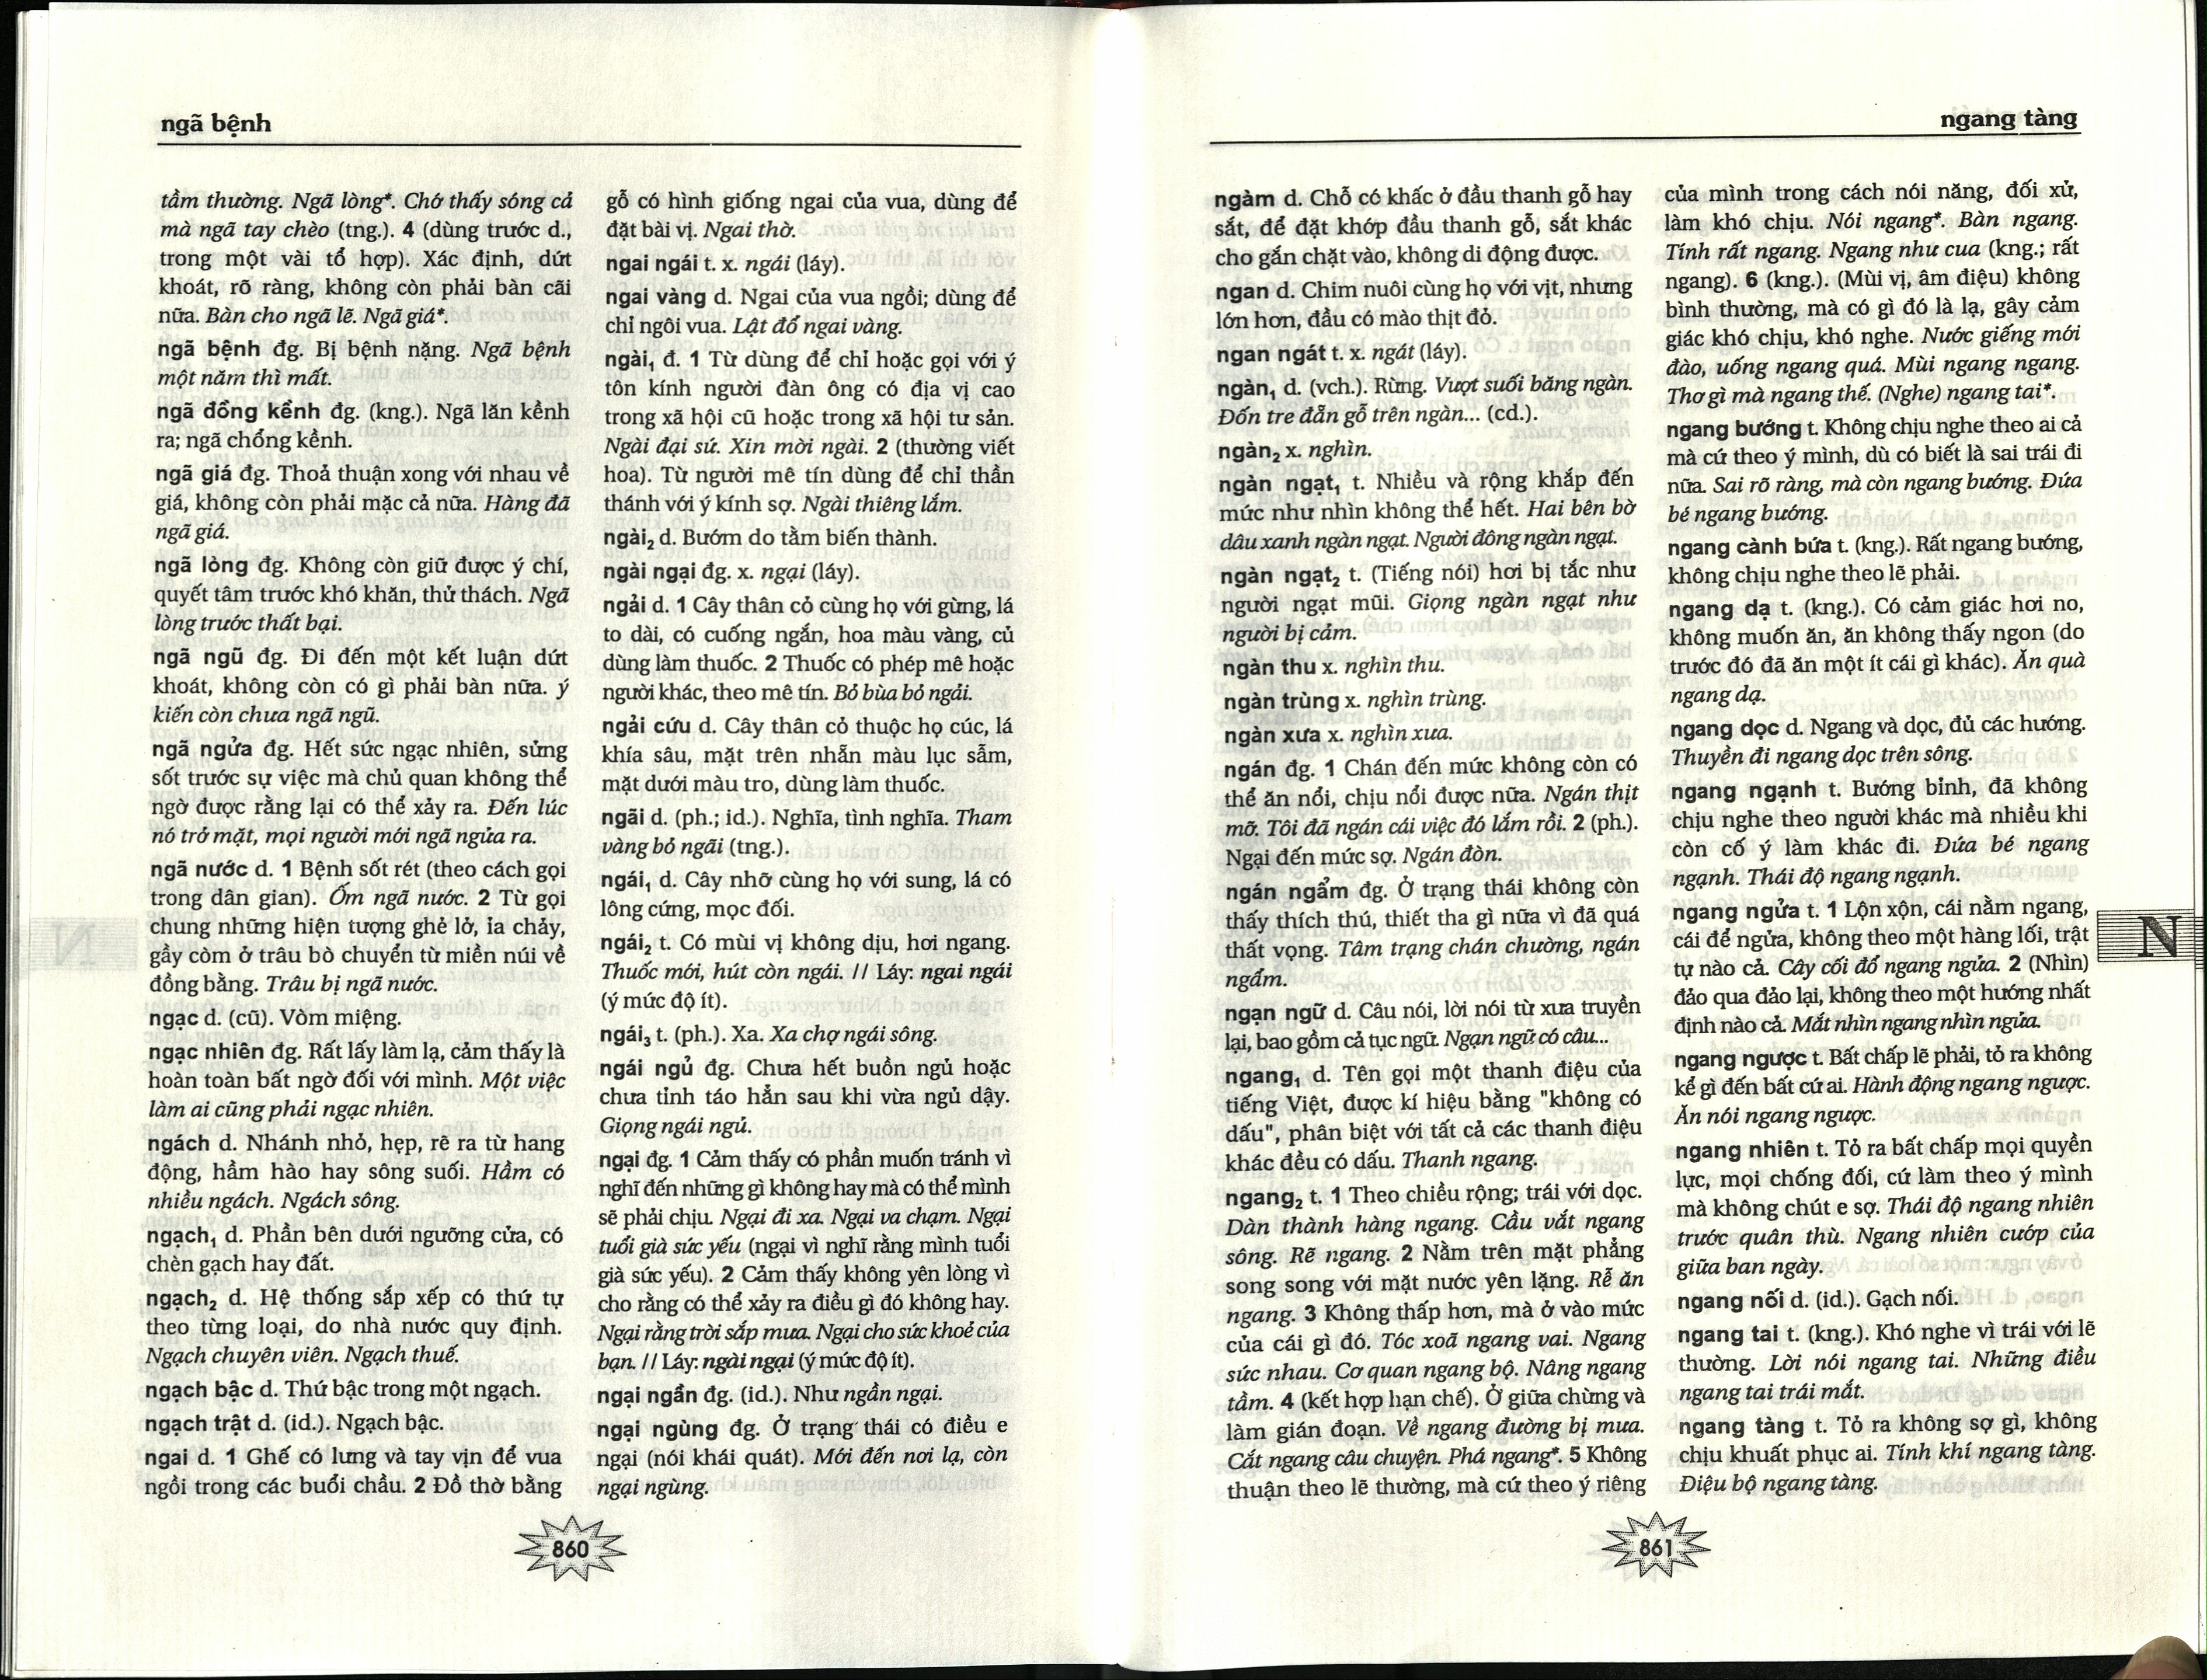 ngã bệnh
tầm thường. Ngã lòng*. Chớ thấy sóng cả
mà ngã tay chèo (tng.). 4 (dùng trước d.,
trong một vài tổ hợp). Xác định, dứt
khoát, rõ ràng, không còn phải bàn cãi
nữa. Bàn cho ngã lẽ. Ngã giá*.
ngã bệnh đg. Bị bệnh nặng. Ngã bệnh
một năm thì mất.
ngã đồng kềnh đg. (kng.). Ngã lăn kềnh
ra; ngã chổng kềnh.
ngã giá đg. Thoả thuận xong với nhau về
giá, không còn phải mặc cả nữa. Hàng đã
ngã giá.
ngã lòng đg. Không còn giữ được ý chí,
quyết tâm trước khó khăn, thử thách. Ngã
lòng trước thất bại.
ngã ngũ đg. Đi đến một kết luận dứt
khoát, không còn có gì phải bàn nữa. ý
kiến còn chưa ngã ngũ.
ngã ngửa đg. Hết sức ngạc nhiên, sửng
sốt trước sự việc mà chủ quan không thể
ngờ được rằng lại có thể xảy ra. Đến lúc
nó trở mặt, mọi người mới ngã ngửa ra.
ngã nước d. 1 Bệnh sốt rét (theo cách gọi
trong dân gian). Ốm ngã nước. 2 Từ gọi
chung những hiện tượng ghẻ lở, ỉa chảy,
gầy còm ở trâu bò chuyển từ miền núi về
đồng bằng. Trâu bị ngã nước.
ngạc d. (cũ). Vòm miệng.
ngạc nhiên đg. Rất lấy làm lạ, cảm thấy là
hoàn toàn bất ngờ đối với mình. Một việc
làm ai cũng phải ngạc nhiên.
ngách d. Nhánh nhỏ, hẹp, rẽ ra từ hang
động, hầm hào hay sông suối. Hầm có
nhiều ngách. Ngách sông.
ngạch₁ d. Phần bên dưới ngưỡng cửa, có
chèn gạch hay đất.
ngạch₂ d. Hệ thống sắp xếp có thứ tự
theo từng loại, do nhà nước quy định.
Ngạch chuyên viên. Ngạch thuế.
ngạch bậc d. Thứ bậc trong một ngạch.
ngạch trật d. (id.). Ngạch bậc.
ngai d. 1 Ghế có lưng và tay vịn để vua
ngồi trong các buổi chầu. 2 Đồ thờ bằng
gỗ có hình giống ngai của vua, dùng để
đặt bài vị. Ngai thờ.
ngai ngái t. x. ngái (láy).
ngai vàng d. Ngai của vua ngồi; dùng để
chỉ ngôi vua. Lật đổ ngai vàng.
ngài₁ đ. 1 Từ dùng để chỉ hoặc gọi với ý
tôn kính người đàn ông có địa vị cao
trong xã hội cũ hoặc trong xã hội tư sản.
Ngài đại sứ. Xin mời ngài. 2 (thường viết
hoa). Từ người mê tín dùng để chỉ thần
thánh với ý kính sợ. Ngài thiêng lắm.
ngài₂ d. Bướm do tằm biến thành.
ngài ngại đg. x. ngại (láy).
ngải d. 1 Cây thân cỏ cùng họ với gừng, lá
to dài, có cuống ngắn, hoa màu vàng, củ
dùng làm thuốc. 2 Thuốc có phép mê hoặc
người khác, theo mê tín. Bỏ bùa bỏ ngải.
ngải cứu d. Cây thân cỏ thuộc họ cúc, lá
khía sâu, mặt trên nhẵn màu lục sẫm,
mặt dưới màu tro, dùng làm thuốc.
ngãi d. (ph.; id.). Nghĩa, tình nghĩa. Tham
vàng bỏ ngãi (tng.).
ngái₁ d. Cây nhỡ cùng họ với sung, lá có
lông cứng, mọc đối.
ngái₂ t. Có mùi vị không dịu, hơi ngang.
Thuốc mới, hút còn ngái. // Láy: ngai ngái
(ý mức độ ít).
ngái₃ t. (ph.). Xa. Xa chợ ngái sông.
ngái ngủ đg. Chưa hết buồn ngủ hoặc
chưa tỉnh táo hẳn sau khi vừa ngủ dậy.
Giọng ngái ngủ.
ngại đg. 1 Cảm thấy có phần muốn tránh vì
nghĩ đến những gì không hay mà có thể mình
sẽ phải chịu. Ngại đi xa. Ngại va chạm. Ngại
tuổi già sức yếu (ngại vì nghĩ rằng mình tuổi
già sức yếu). 2 Cảm thấy không yên lòng vì
cho rằng có thể xảy ra điều gì đó không hay.
Ngại rằng trời sắp mưa. Ngại cho sức khoẻ của
bạn. // Láy: ngài ngại (ý mức độ ít).
ngại ngần đg. (id.). Như ngần ngại.
ngại ngùng đg. Ở trạng thái có điều e
ngại (nói khái quát). Mới đến nơi lạ, còn
ngại ngùng.
860
ngang tàng
ngàm d. Chỗ có khấc ở đầu thanh gỗ hay
sắt, để đặt khớp đầu thanh gỗ, sắt khác
cho gắn chặt vào, không di động được.
ngan d. Chim nuôi cùng họ với vịt, nhưng
lớn hơn, đầu có mào thịt đỏ.
ngan ngát t. x. ngát (láy).
ngàn₁ d. (vch.). Rừng. Vượt suối băng ngàn.
Đốn tre đẵn gỗ trên ngàn... (cd.).
ngàn₂ x. nghìn.
ngàn ngạt₁ t. Nhiều và rộng khắp đến
mức như nhìn không thể hết. Hai bên bờ
dâu xanh ngàn ngạt. Người đông ngàn ngạt.
ngàn ngạt₂ t. (Tiếng nói) hơi bị tắc như
người ngạt mũi. Giọng ngàn ngạt như
người bị cảm.
ngàn thu x. nghìn thu.
ngàn trùng x. nghìn trùng.
ngàn xưa x. nghìn xưa.
ngán đg. 1 Chán đến mức không còn có
thể ăn nổi, chịu nổi được nữa. Ngán thịt
mỡ. Tôi đã ngán cái việc đó lắm rồi. 2 (ph.).
Ngại đến mức sợ. Ngán đòn.
ngán ngẩm đg. Ở trạng thái không còn
thấy thích thú, thiết tha gì nữa vì đã quá
thất vọng. Tâm trạng chán chường, ngán
ngẩm.
ngạn ngữ d. Câu nói, lời nói từ xưa truyền
lại, bao gồm cả tục ngữ. Ngạn ngữ có câu...
ngang₁ d. Tên gọi một thanh điệu của
tiếng Việt, được kí hiệu bằng "không có
dấu", phân biệt với tất cả các thanh điệu
khác đều có dấu. Thanh ngang.
ngang₂ t. 1 Theo chiều rộng; trái với dọc.
Dàn thành hàng ngang. Cầu vắt ngang
sông. Rẽ ngang. 2 Nằm trên mặt phẳng
song song với mặt nước yên lặng. Rễ ăn
ngang. 3 Không thấp hơn, mà ở vào mức
của cái gì đó. Tóc xoã ngang vai. Ngang
sức nhau. Cơ quan ngang bộ. Nâng ngang
tầm. 4 (kết hợp hạn chế). Ở giữa chừng và
làm gián đoạn. Về ngang đường bị mưa.
Cắt ngang câu chuyện. Phá ngang*. 5 Không
thuận theo lẽ thường, mà cứ theo ý riêng
của mình trong cách nói năng, đối xử,
làm khó chịu. Nói ngang*. Bàn ngang.
Tính rất ngang. Ngang như cua (kng.; rất
ngang). 6 (kng.). (Mùi vị, âm điệu) không
bình thường, mà có gì đó là lạ, gây cảm
giác khó chịu, khó nghe. Nước giếng mới
đào, uống ngang quá. Mùi ngang ngang.
Thơ gì mà ngang thế. (Nghe) ngang tai*.
ngang bướng t. Không chịu nghe theo ai cả
mà cứ theo ý mình, dù có biết là sai trái đi
nữa. Sai rõ ràng, mà còn ngang bướng. Đứa
bé ngang bướng.
ngang cành bứa t. (kng.). Rất ngang bướng,
không chịu nghe theo lẽ phải.
ngang dạ t. (kng.). Có cảm giác hơi no,
không muốn ăn, ăn không thấy ngon (do
trước đó đã ăn một ít cái gì khác). Ăn quà
ngang dạ.
ngang dọc d. Ngang và dọc, đủ các hướng.
Thuyền đi ngang dọc trên sông.
ngang ngạnh t. Bướng bỉnh, đã không
chịu nghe theo người khác mà nhiều khi
còn cố ý làm khác đi. Đứa bé ngang
ngạnh. Thái độ ngang ngạnh.
ngang ngửa t. 1 Lộn xộn, cái nằm ngang,
cái để ngửa, không theo một hàng lối, trật
tự nào cả. Cây cối đổ ngang ngửa. 2 (Nhìn)
đảo qua đảo lại, không theo một hướng nhất
định nào cả. Mắt nhìn ngang nhìn ngửa.
ngang ngược t. Bất chấp lẽ phải, tỏ ra không
kể gì đến bất cứ ai. Hành động ngang ngược.
Ăn nói ngang ngược.
ngang nhiên t. Tỏ ra bất chấp mọi quyền
lực, mọi chống đối, cứ làm theo ý mình
mà không chút e sợ. Thái độ ngang nhiên
trước quân thù. Ngang nhiên cướp của
giữa ban ngày.
ngang nối d. (id.). Gạch nối.
ngang tai t. (kng.). Khó nghe vì trái với lẽ
thường. Lời nói ngang tai. Những điều
ngang tai trái mắt.
ngang tàng t. Tỏ ra không sợ gì, không
chịu khuất phục ai. Tính khí ngang tàng.
Điệu bộ ngang tàng.
N
861